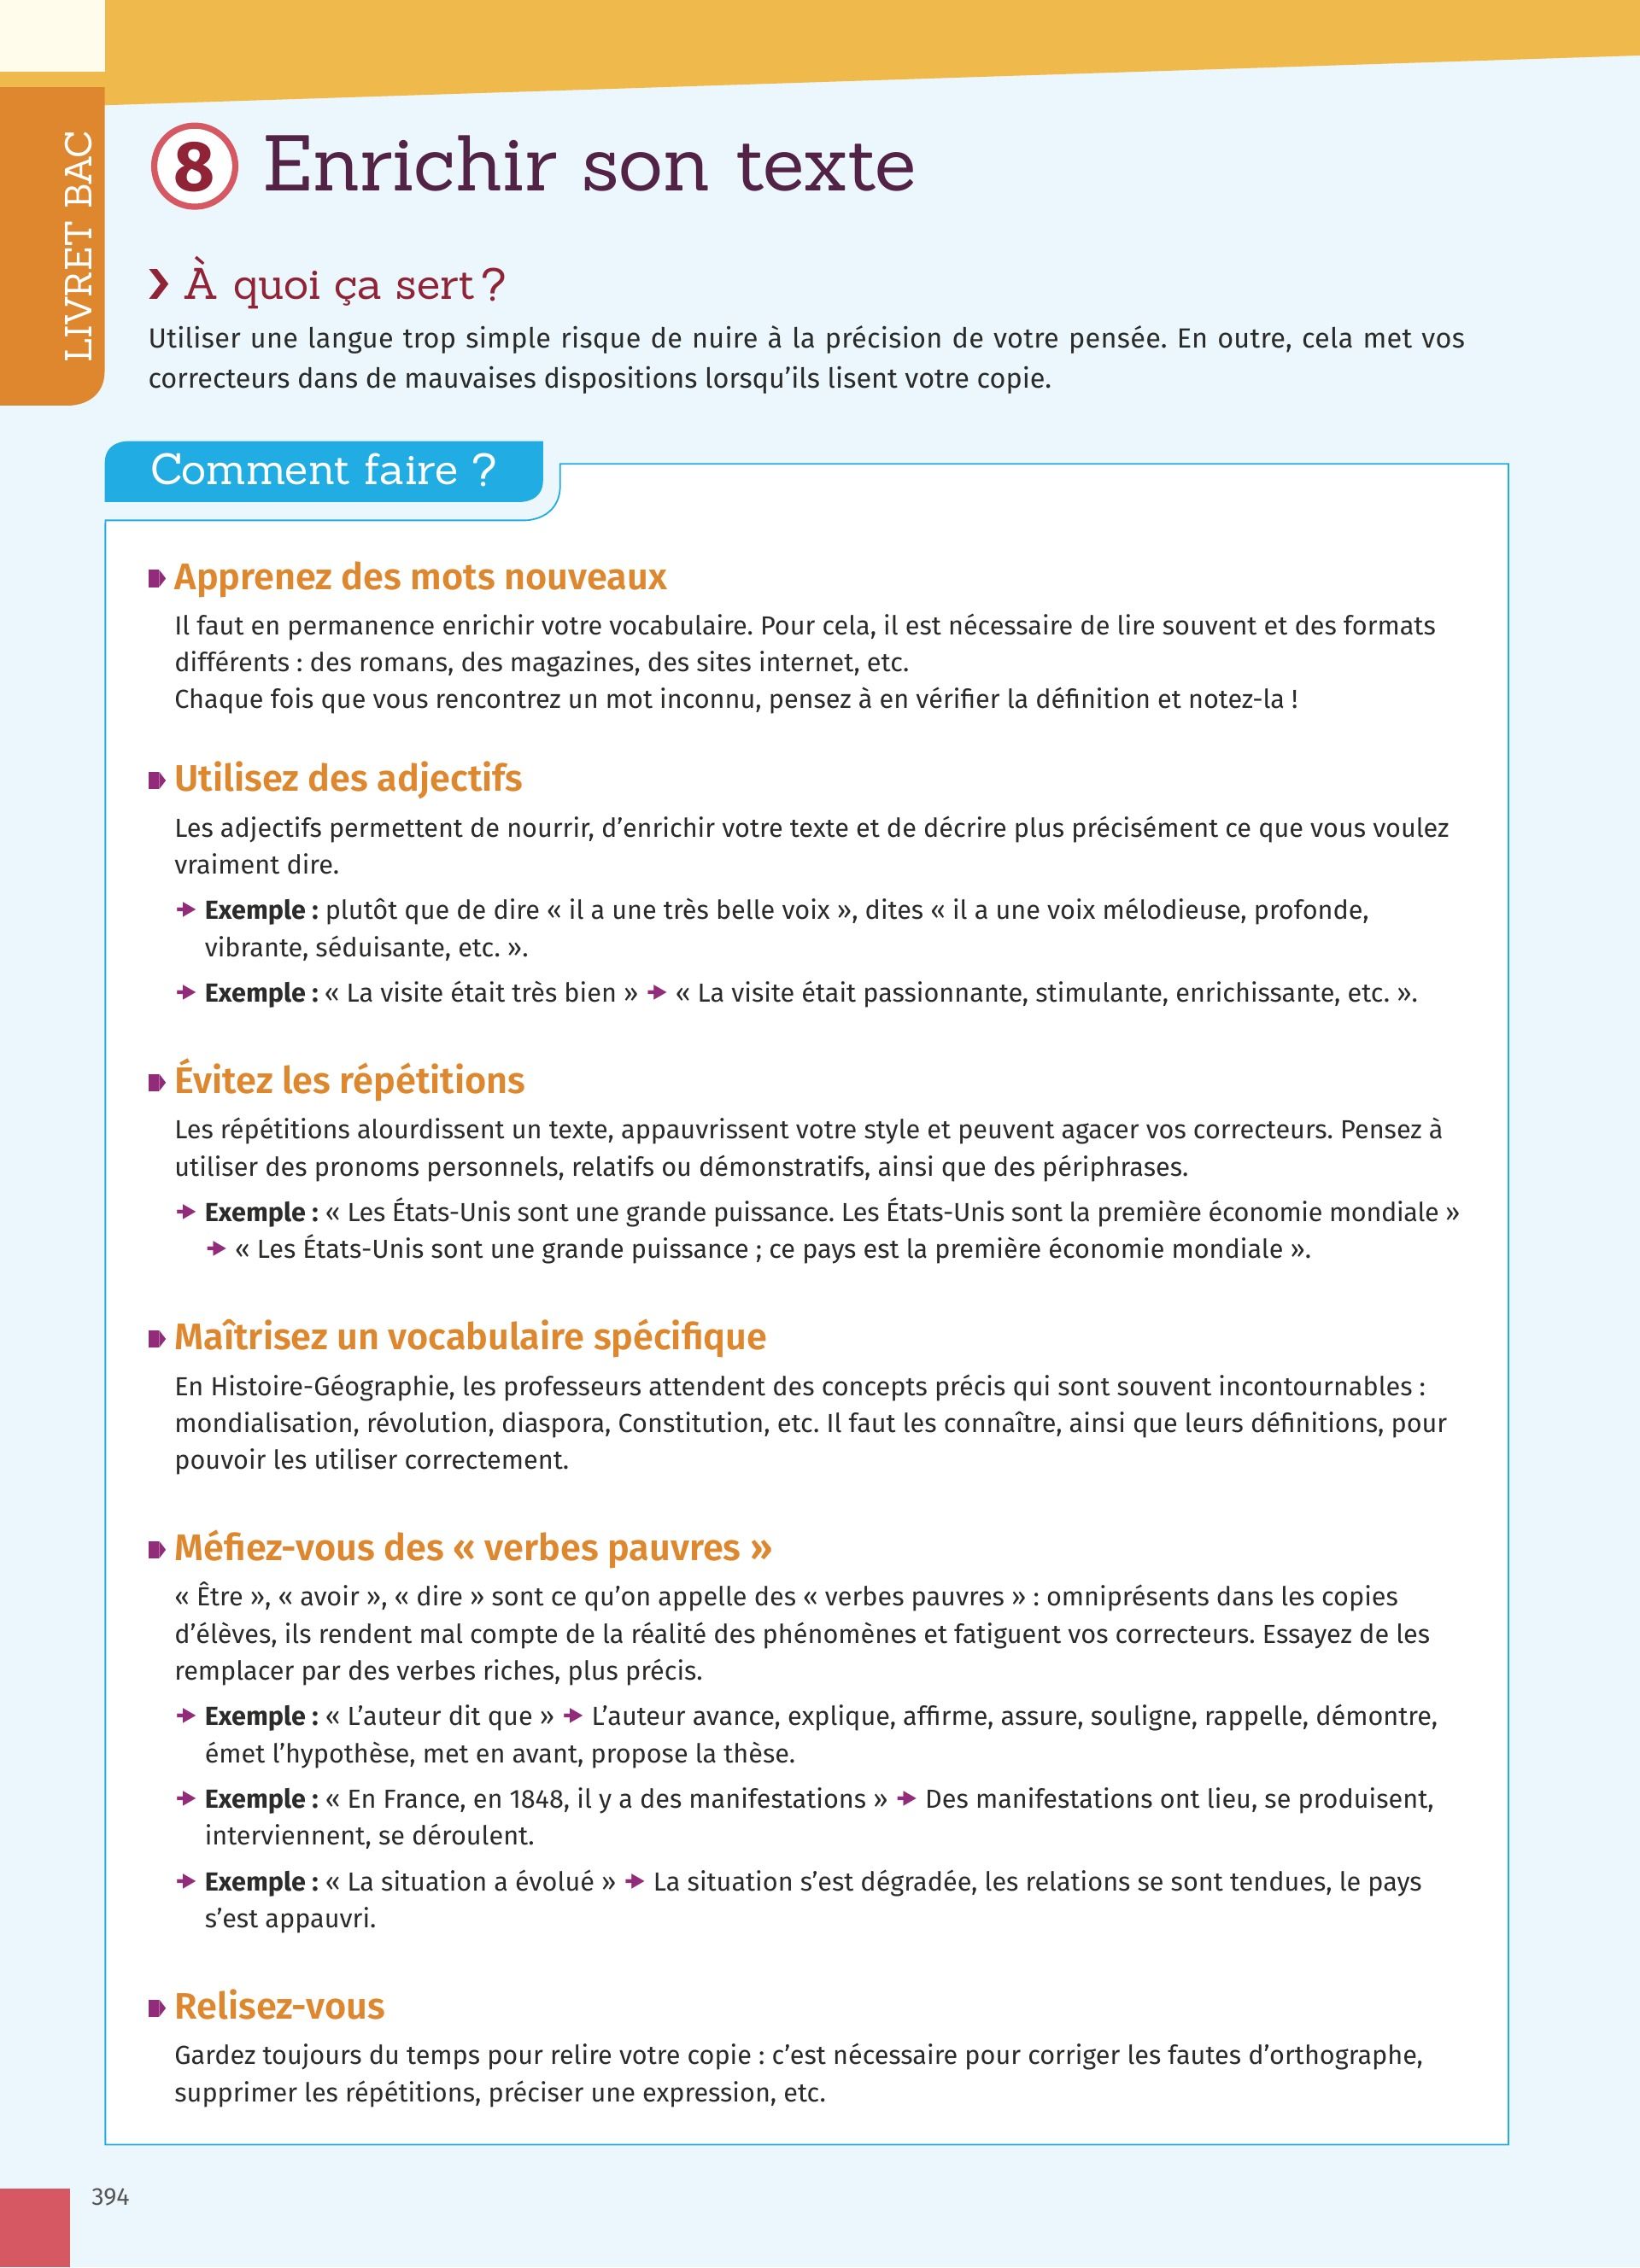 LIVRET BAC
8 Enrichir son texte
À quoi ça sert ?
Utiliser une langue trop simple risque de nuire à la précision de votre pensée. En outre, cela met vos
correcteurs dans de mauvaises dispositions lorsqu’ils lisent votre copie.
Comment faire ?
Apprenez des mots nouveaux
Il faut en permanence enrichir votre vocabulaire. Pour cela, il est nécessaire de lire souvent et des formats
différents : des romans, des magazines, des sites internet, etc.
Chaque fois que vous rencontrez un mot inconnu, pensez à en vérifier la définition et notez-la !
Utilisez des adjectifs
Les adjectifs permettent de nourrir, d’enrichir votre texte et de décrire plus précisément ce que vous voulez
vraiment dire.
Exemple : plutôt que de dire « il a une très belle voix », dites « il a une voix mélodieuse, profonde,
vibrante, séduisante, etc. ».
Exemple : « La visite était très bien » → « La visite était passionnante, stimulante, enrichissante, etc. ».
Évitez les répétitions
Les répétitions alourdissent un texte, appauvrissent votre style et peuvent agacer vos correcteurs. Pensez à
utiliser des pronoms personnels, relatifs ou démonstratifs, ainsi que des périphrases.
Exemple : « Les États-Unis sont une grande puissance. Les États-Unis sont la première économie mondiale »
→ « Les États-Unis sont une grande puissance ; ce pays est la première économie mondiale ».
Maîtrisez un vocabulaire spécifique
En Histoire-Géographie, les professeurs attendent des concepts précis qui sont souvent incontournables :
mondialisation, révolution, diaspora, Constitution, etc. Il faut les connaître, ainsi que leurs définitions, pour
pouvoir les utiliser correctement.
Méfiez-vous des « verbes pauvres »
« Être », « avoir », « dire » sont ce qu’on appelle des « verbes pauvres » : omniprésents dans les copies
d’élèves, ils rendent mal compte de la réalité des phénomènes et fatiguent vos correcteurs. Essayez de les
remplacer par des verbes riches, plus précis.
Exemple : « L’auteur dit que » → L’auteur avance, explique, affirme, assure, souligne, rappelle, démontre,
émet l’hypothèse, met en avant, propose la thèse.
Exemple : « En France, en 1848, il y a des manifestations » → Des manifestations ont lieu, se produisent,
interviennent, se déroulent.
Exemple : « La situation a évolué » → La situation s’est dégradée, les relations se sont tendues, le pays
s’est appauvri.
Relisez-vous
Gardez toujours du temps pour relire votre copie : c’est nécessaire pour corriger les fautes d’orthographe,
supprimer les répétitions, préciser une expression, etc.
394